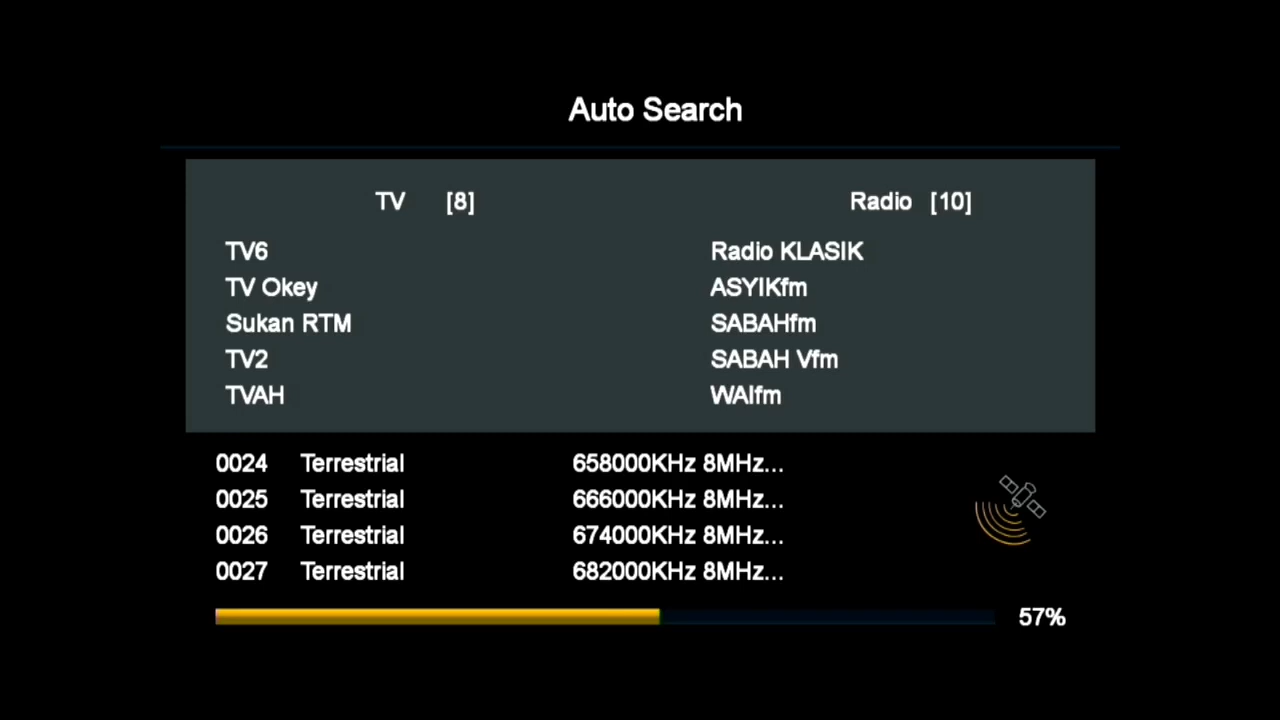 Auto Search
TV [8]
Radio [10]
TV6
TV Okey
Sukan RTM
TV2
TVAH
Radio KLASIK
ASYIKfm
SABAHfm
SABAH Vfm
WAIfm
0024 Terrestrial 658000KHz 8MHz...
0025 Terrestrial 666000KHz 8MHz...
0026 Terrestrial 674000KHz 8MHz...
0027 Terrestrial 682000KHz 8MHz...
57%